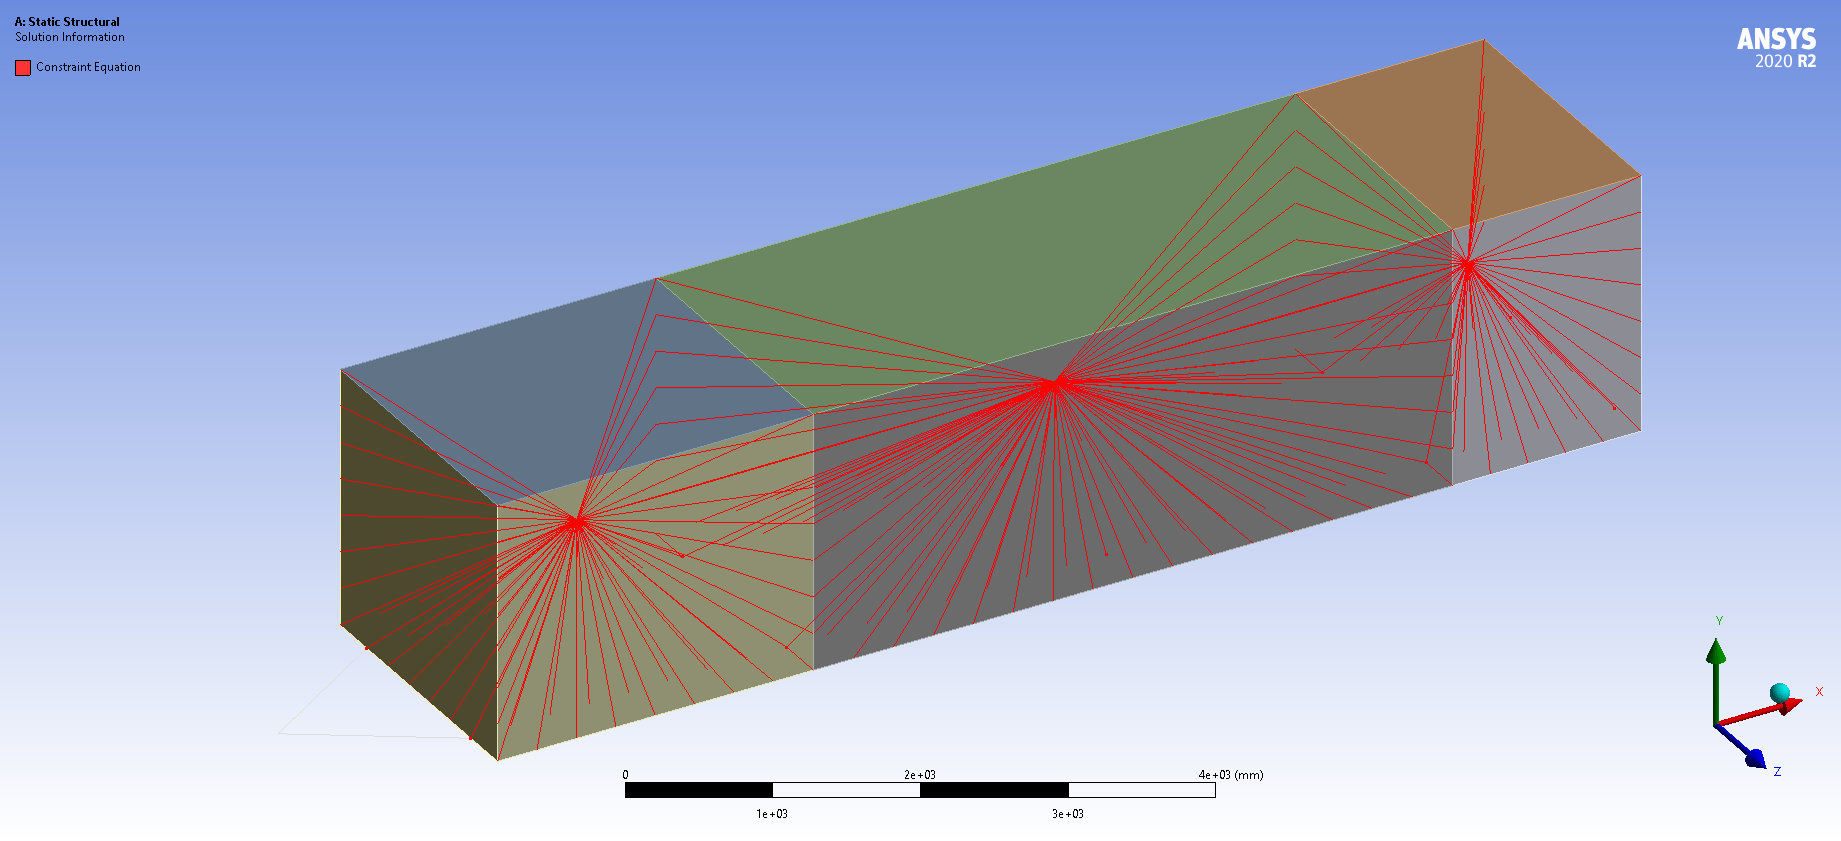 A: Static Structural
Solution Information
Constraint Equation
ANSYS
2020 R2
Y
X
Z
0
2e+03
4e+03 (mm)
1e+03
3e+03